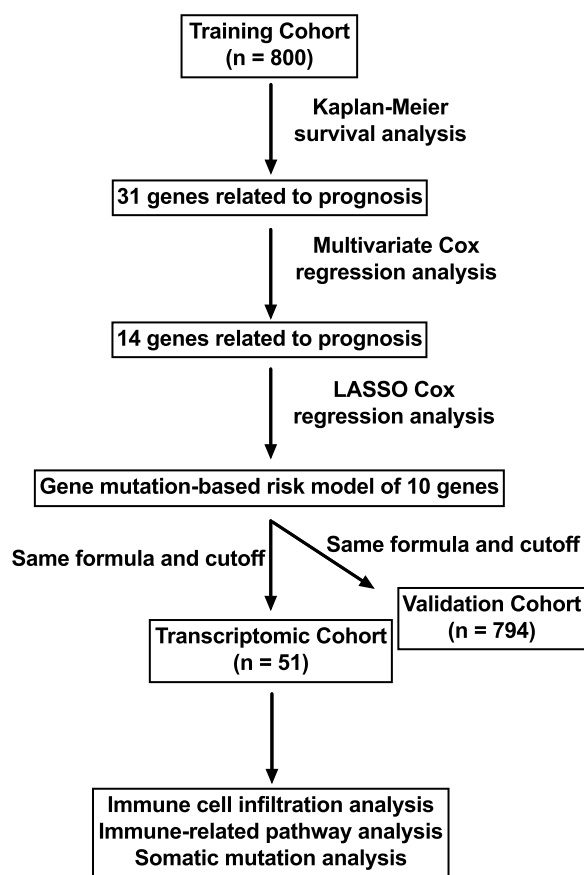 Training Cohort
(n = 800)
Kaplan-Meier
survival analysis
31 genes related to prognosis
Multivariate Cox
regression analysis
14 genes related to prognosis
LASSO Cox
regression analysis
Gene mutation-based risk model of 10 genes
Same formula and cutoff
Same formula and cutoff
Transcriptomic Cohort
(n = 51)
Validation Cohort
(n = 794)
Immune cell infiltration analysis
Immune-related pathway analysis
Somatic mutation analysis